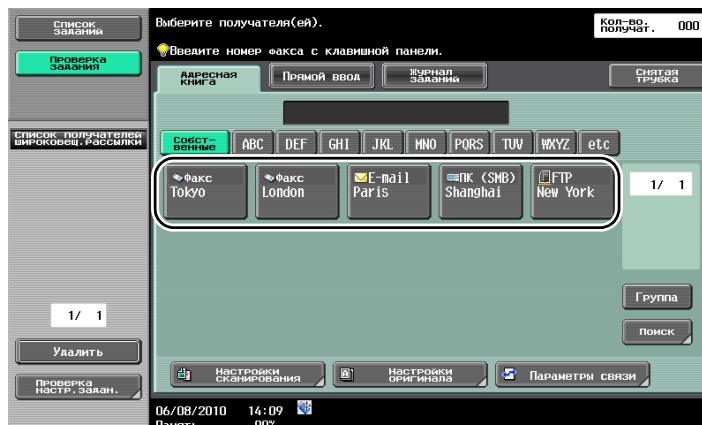 Список
задания
Проверка
задания
Список получателей
широковещ.рассылки
1/ 1
Удалить
Проверка
настр.задан.
Выберите получателя(ей).
Кол-во.
получат. 000
Введите номер факса с клавишной панели.
Адресная
книга
Прямой ввод
Журнал
заданий
Снятая
трубка
Собст-
венные
ABC
DEF
GHI
JKL
MNO
PQRS
TUV
WXYZ
etc
Факс
Tokyo
Факс
London
E-mail
Paris
ПК (SMB)
Shanghai
FTP
New York
1/ 1
Группа
Поиск
Настройки
сканирования
Настройки
оригинала
Параметры связи
06/08/2010 14:09